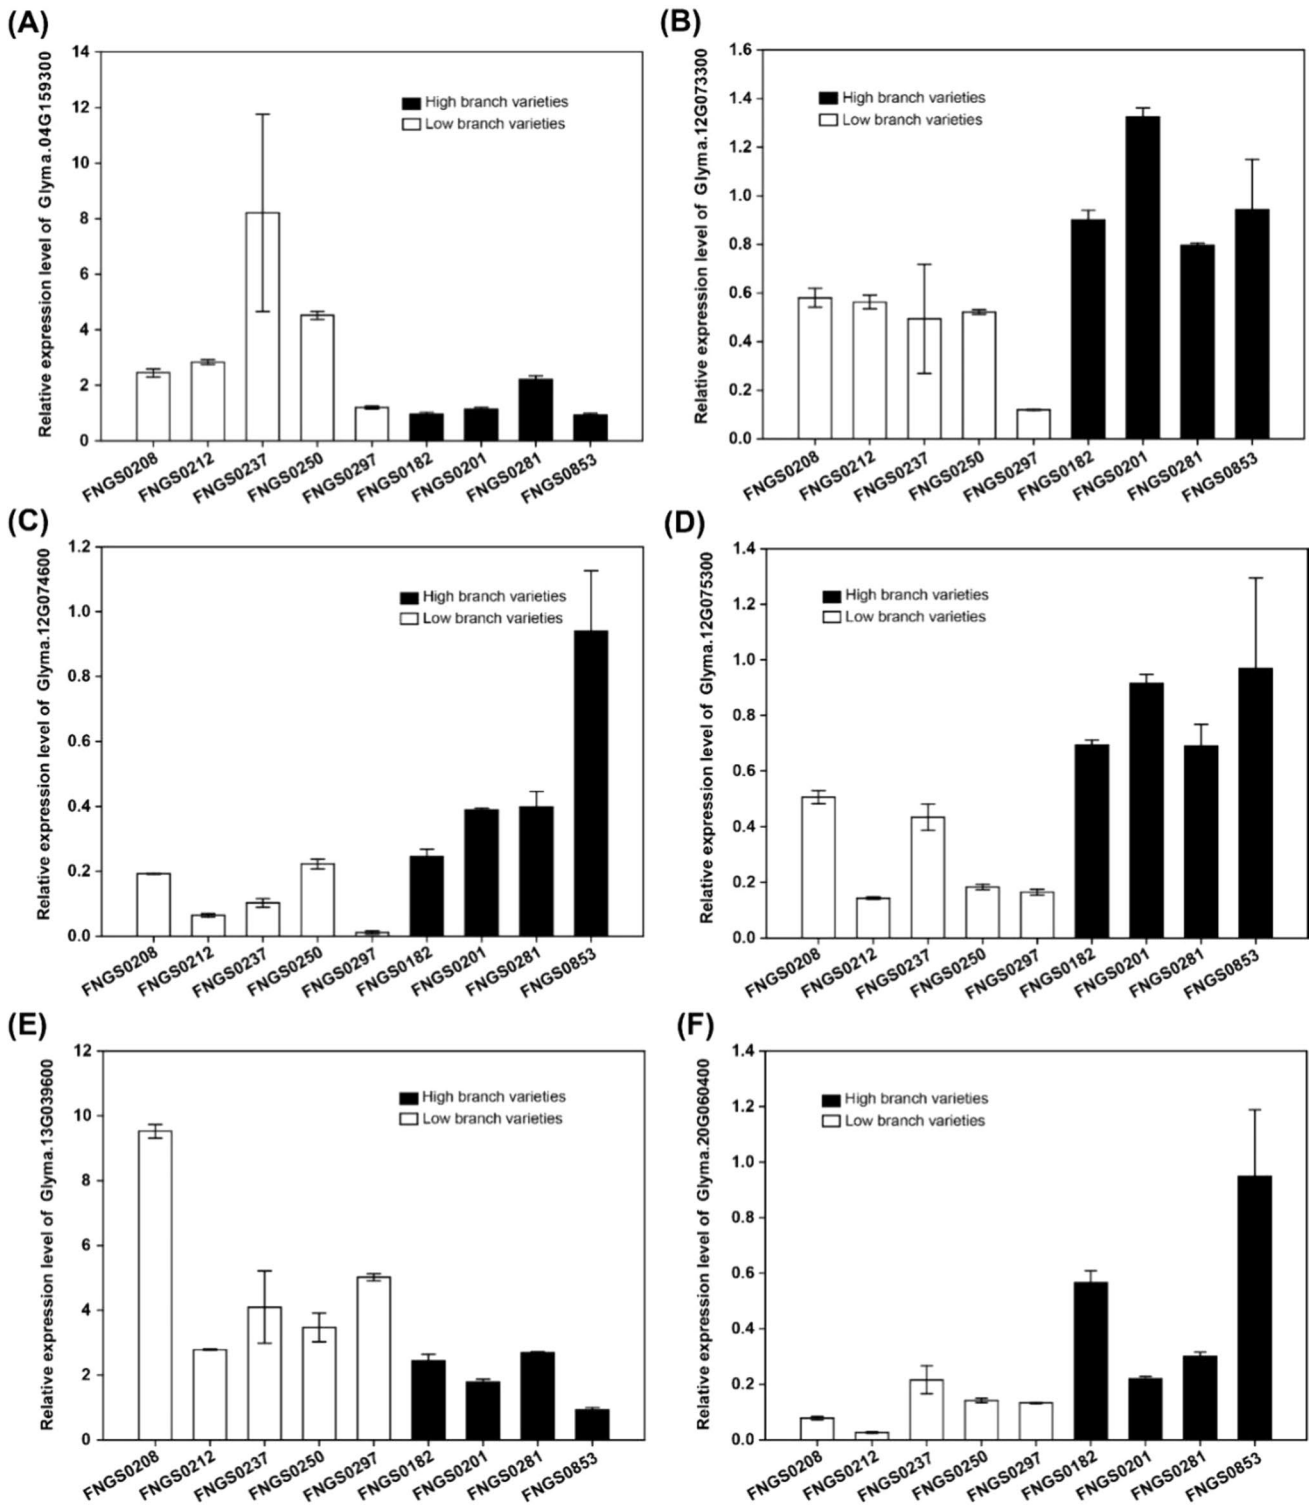 (A)
Relative expression level of Glyma.04G159300
14
12
10
8
6
4
2
0
High branch varieties
Low branch varieties
FNGS0208
FNGS0212
FNGS0237
FNGS0250
FNGS0297
FNGS0182
FNGS0201
FNGS0281
FNGS0853
(B)
Relative expression level of Glyma.12G073300
1.6
1.4
1.2
1.0
0.8
0.6
0.4
0.2
0.0
High branch varieties
Low branch varieties
FNGS0208
FNGS0212
FNGS0237
FNGS0250
FNGS0297
FNGS0182
FNGS0201
FNGS0281
FNGS0853
(C)
Relative expression level of Glyma.12G074600
1.2
1.0
0.8
0.6
0.4
0.2
0.0
High branch varieties
Low branch varieties
FNGS0208
FNGS0212
FNGS0237
FNGS0250
FNGS0297
FNGS0182
FNGS0201
FNGS0281
FNGS0853
(D)
Relative expression level of Glyma.12G075300
1.4
1.2
1.0
0.8
0.6
0.4
0.2
0.0
High branch varieties
Low branch varieties
FNGS0208
FNGS0212
FNGS0237
FNGS0250
FNGS0297
FNGS0182
FNGS0201
FNGS0281
FNGS0853
(E)
Relative expression level of Glyma.13G039600
12
10
8
6
4
2
0
High branch varieties
Low branch varieties
FNGS0208
FNGS0212
FNGS0237
FNGS0250
FNGS0297
FNGS0182
FNGS0201
FNGS0281
FNGS0853
(F)
Relative expression level of Glyma.20G060400
1.4
1.2
1.0
0.8
0.6
0.4
0.2
0.0
High branch varieties
Low branch varieties
FNGS0208
FNGS0212
FNGS0237
FNGS0250
FNGS0297
FNGS0182
FNGS0201
FNGS0281
FNGS0853